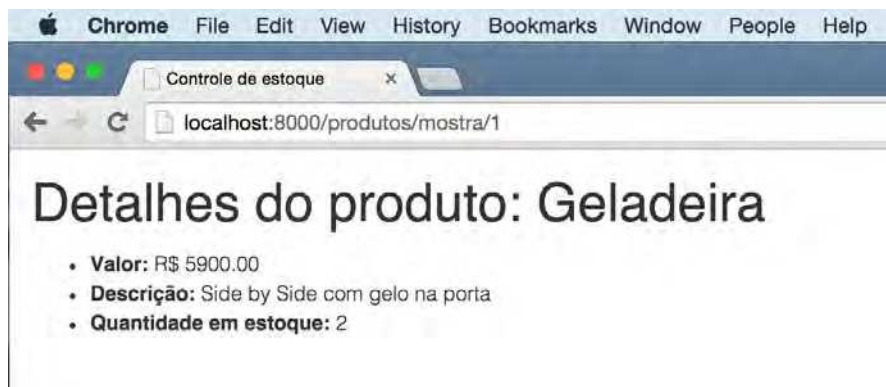 Chrome File Edit View History Bookmarks Window People Help
Controle de estoque
localhost:8000/produtos/mostra/1
Detalhes do produto: Geladeira
Valor: R$ 5900.00
Descrição: Side by Side com gelo na porta
Quantidade em estoque: 2